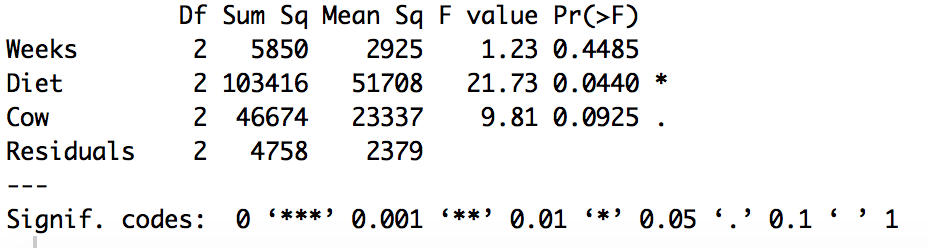 Df Sum Sq Mean Sq F value Pr(>F)
Weeks 2 5850 2925 1.23 0.4485
Diet 2 103416 51708 21.73 0.0440 *
Cow 2 46674 23337 9.81 0.0925 .
Residuals 2 4758 2379
---
Signif. codes: 0 ‘***’ 0.001 ‘**’ 0.01 ‘*’ 0.05 ‘.’ 0.1 ‘ ’ 1